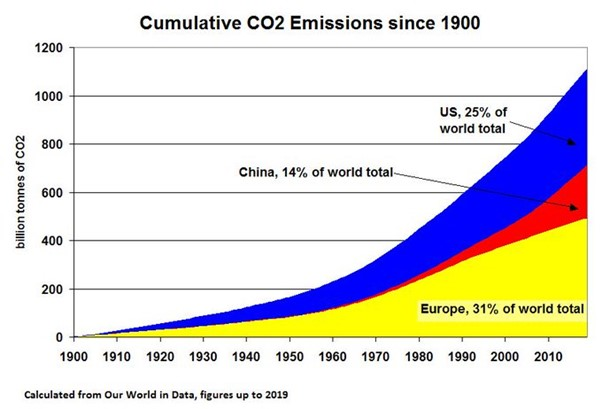 Cumulative CO2 Emissions since 1900
billion tonnes of CO2
1200
1000
800
600
400
200
0
US, 25% of
world total
China, 14% of world total
Europe, 31% of world total
1900 1910 1920 1930 1940 1950 1960 1970 1980 1990 2000 2010
Calculated from Our World in Data, figures up to 2019